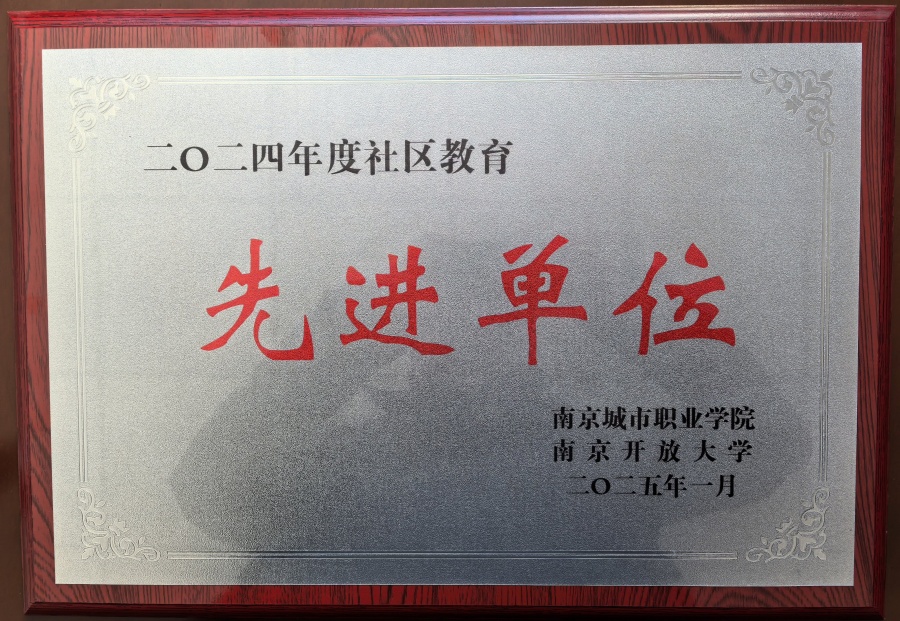 二〇二四年度社区教育
先进单位
南京城市职业学院
南京开放大学
二〇二五年一月